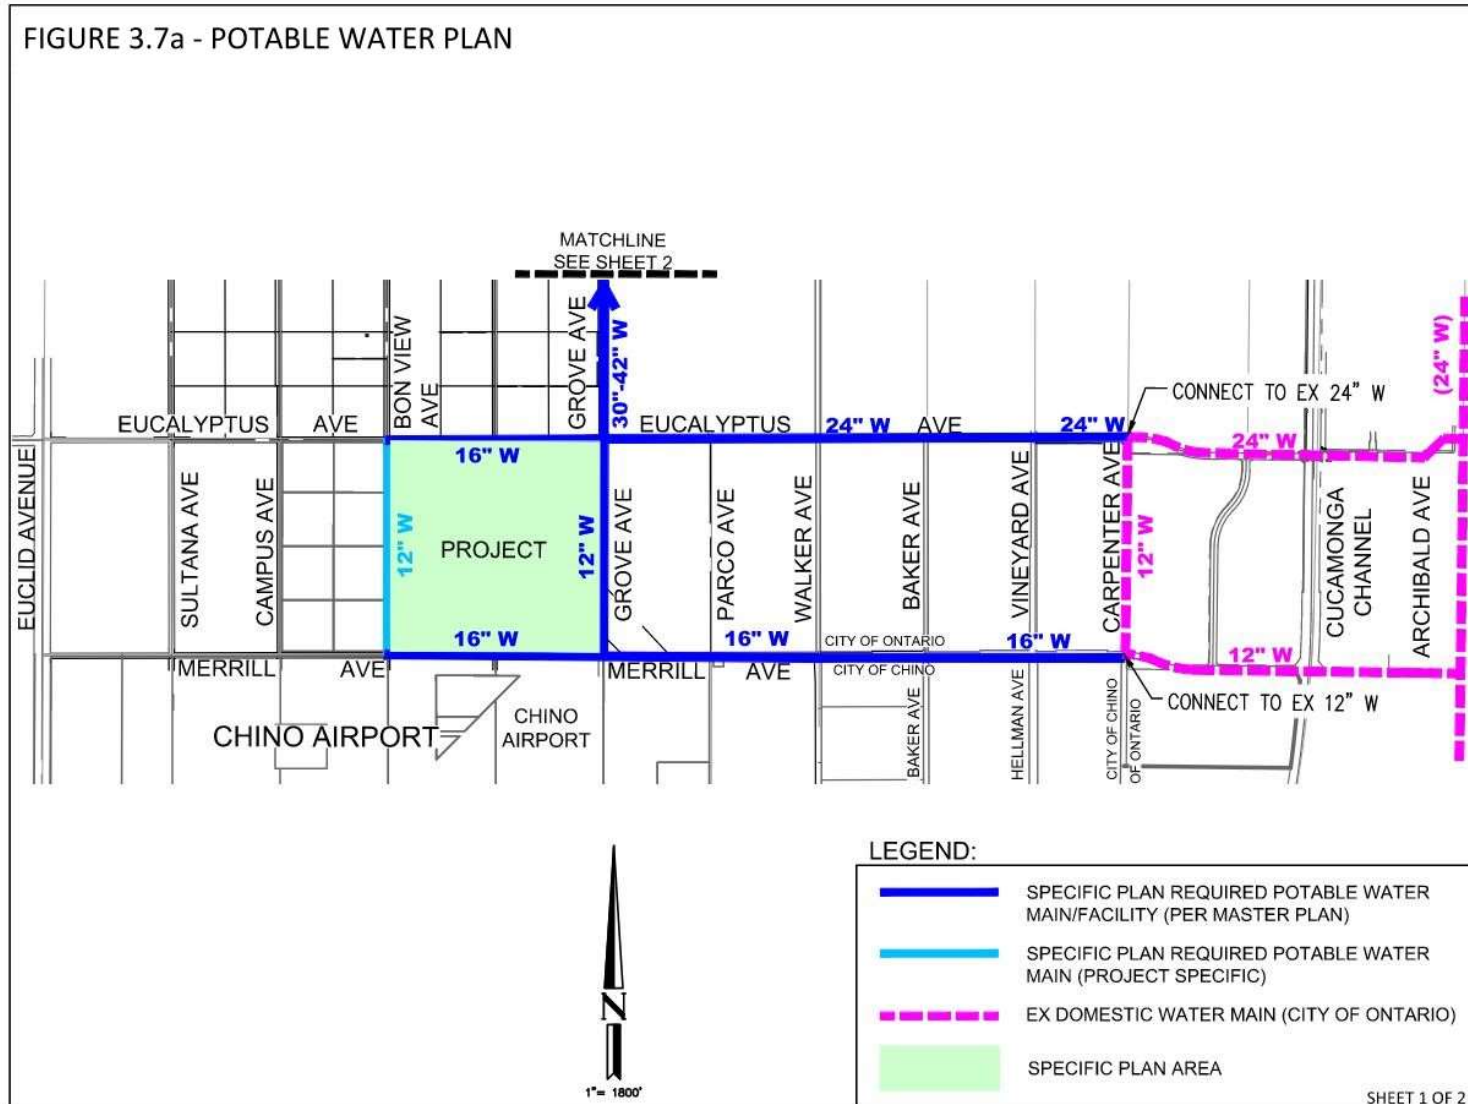 FIGURE 3.7a - POTABLE WATER PLAN
MATCHLINE
SEE SHEET 2
BON VIEW
AVE
GROVE AVE
30"-42" W
(24" W)
CONNECT TO EX 24" W
EUCALYPTUS AVE
EUCALYPTUS AVE
24" W
24" W
24" W
16" W
EUCLID AVENUE
SULTANA AVE
CAMPUS AVE
12" W
PROJECT
12" W
GROVE AVE
PARCO AVE
WALKER AVE
BAKER AVE
VINEYARD AVE
CARPENTER AVE
12" W
CUCAMONGA
CHANNEL
ARCHIBALD AVE
16" W
16" W
CITY OF ONTARIO
16" W
12" W
MERRILL AVE
MERRILL AVE
CITY OF CHINO
CONNECT TO EX 12" W
CHINO AIRPORT
CHINO
AIRPORT
BAKER AVE
HELLMAN AVE
CITY OF CHINO
OF ONTARIO
LEGEND:
SPECIFIC PLAN REQUIRED POTABLE WATER
MAIN/FACILITY (PER MASTER PLAN)
SPECIFIC PLAN REQUIRED POTABLE WATER
MAIN (PROJECT SPECIFIC)
EX DOMESTIC WATER MAIN (CITY OF ONTARIO)
SPECIFIC PLAN AREA
N
1"= 1800'
SHEET 1 OF 2